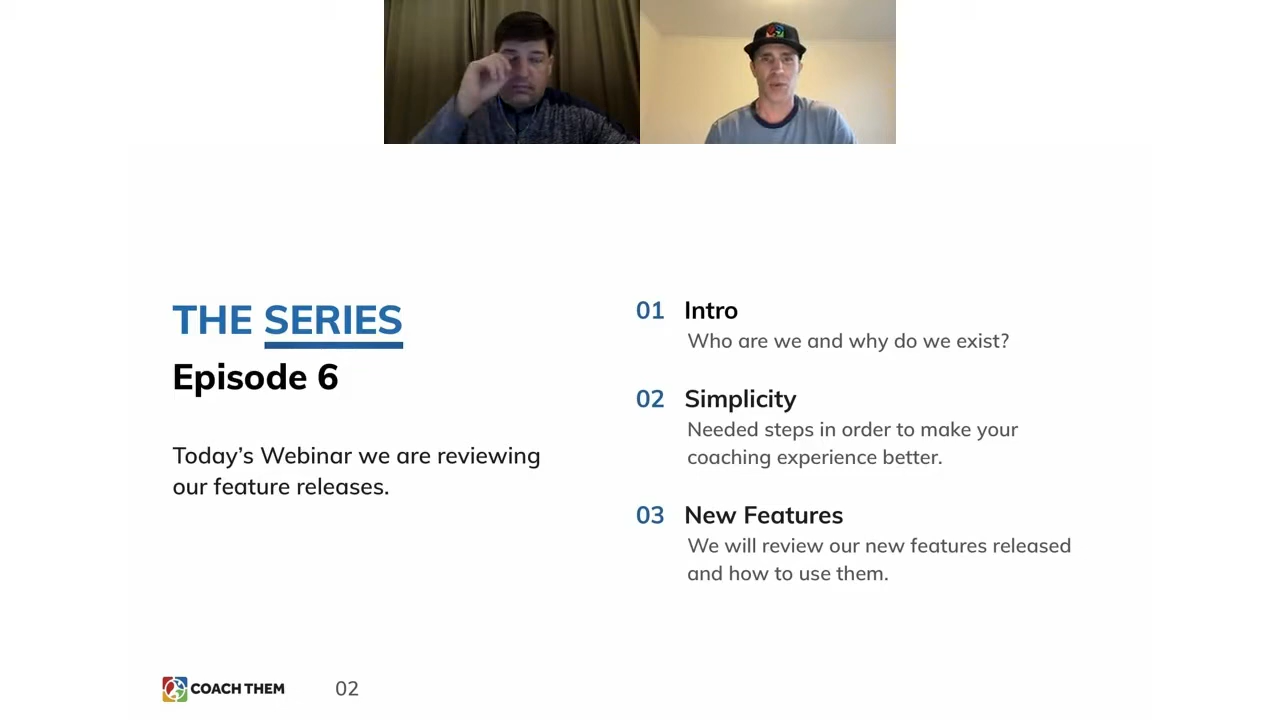 THE SERIES
Episode 6
Today's Webinar we are reviewing
our feature releases.
01 Intro
Who are we and why do we exist?
02 Simplicity
Needed steps in order to make your
coaching experience better.
03 New Features
We will review our new features released
and how to use them.
COACH THEM
02